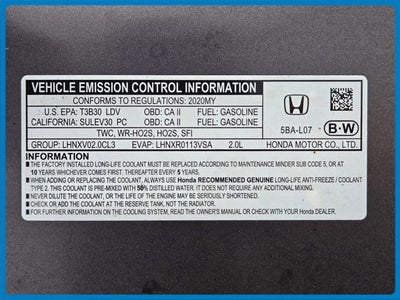 VEHICLE EMISSION CONTROL INFORMATION
CONFORMS TO REGULATIONS: 2020MY
U.S. EPA: T3B30 LDV OBD: CA II FUEL: GASOLINE
CALIFORNIA: SULEV30 PC OBD: CA II FUEL: GASOLINE
TWC, WR-HO2S, HO2S, SFI
GROUP: LHNXV02.0CL3 EVAP: LHNXR0113VSA 2.0L
5BA-L07 B•W
HONDA MOTOR CO., LTD.
INFORMATION
■ THE FACTORY INSTALLED LONG-LIFE COOLANT MUST BE REPLACED ACCORDING TO MAINTENANCE MINDER SUB CODE 5, OR AT
10 YEARS WHICH COMES FIRST. THEREAFTER EVERY 5 YEARS.
■ WHEN ADDING OR REPLACING THE COOLANT, ALWAYS USE Honda RECOMMENDED GENUINE LONG-LIFE ANTI-FREEZE / COOLANT
TYPE 2. THIS COOLANT IS PRE-MIXED WITH 50% DISTILLED WATER AND DOES NOT NEED ANY ADDITIONAL MIXING.
■ NEVER DILUTE THE COOLANT, OR THE LIFE OF THE ENGINE MAY BE SERIOUSLY SHORTENED.
■ CHECK OR ADD THE COOLANT AT THE RESERVE TANK, NOT THE RADIATOR.
■ FOR FURTHER INFORMATION ON THE COOLING SYSTEM, READ THE OWNER'S MANUAL OR CHECK WITH YOUR Honda DEALER.